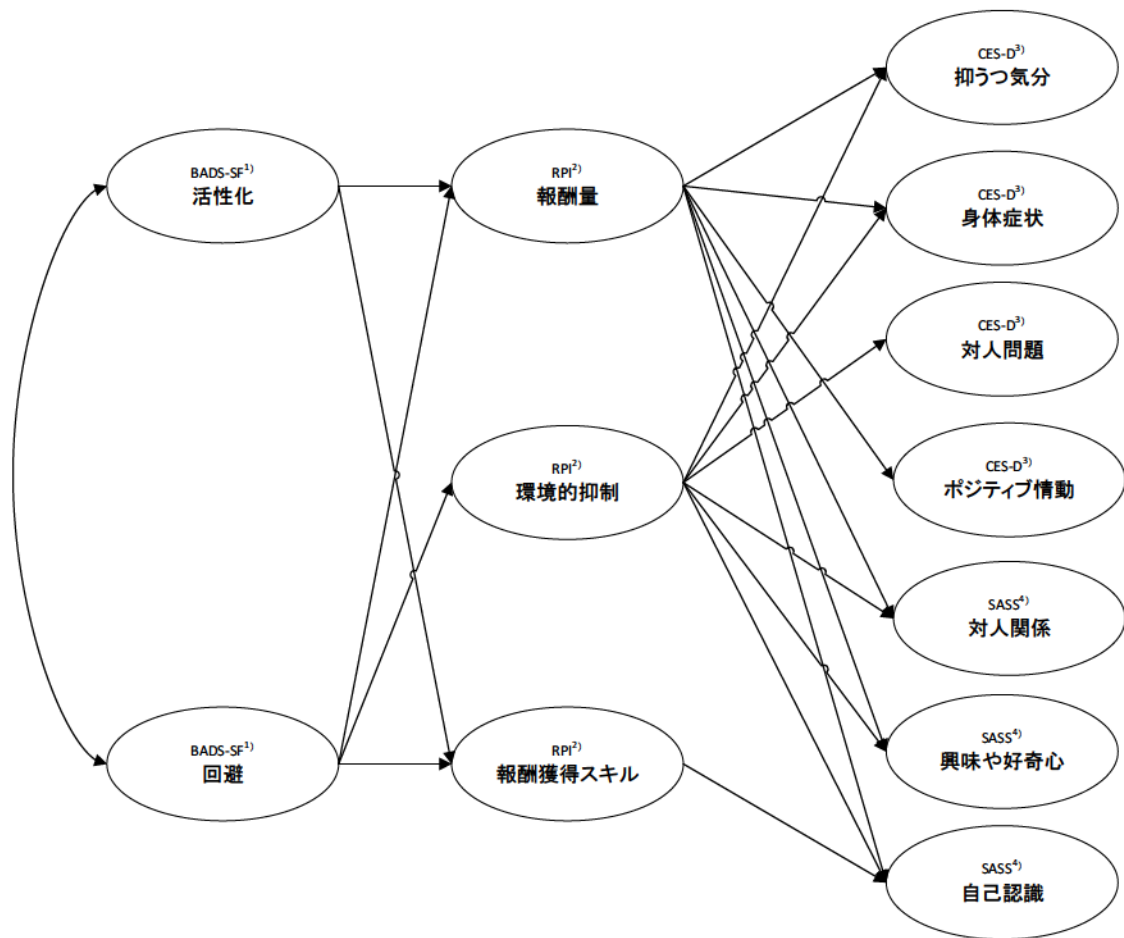 CES-D3)
抑うつ気分
BADS-SF1)
活性化
RPI2)
報酬量
CES-D3)
身体症状
CES-D3)
対人問題
RPI2)
環境的抑制
CES-D3)
ポジティブ情動
SASS4)
対人関係
BADS-SF1)
回避
RPI2)
報酬獲得スキル
SASS4)
興味や好奇心
SASS4)
自己認識